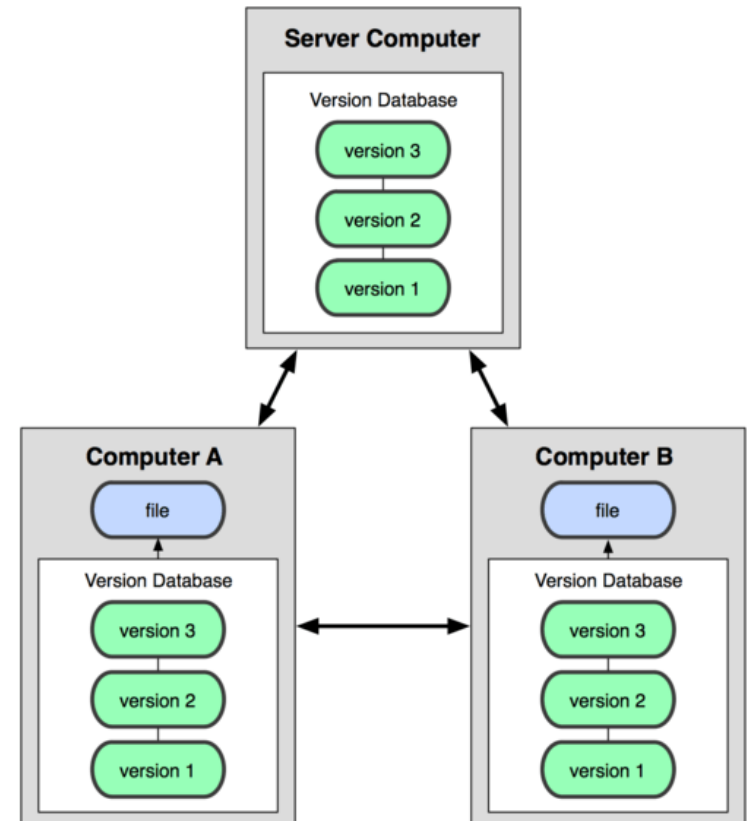 Server Computer
Version Database
version 3
version 2
version 1
Computer A
file
Version Database
version 3
version 2
version 1
Computer B
file
Version Database
version 3
version 2
version 1